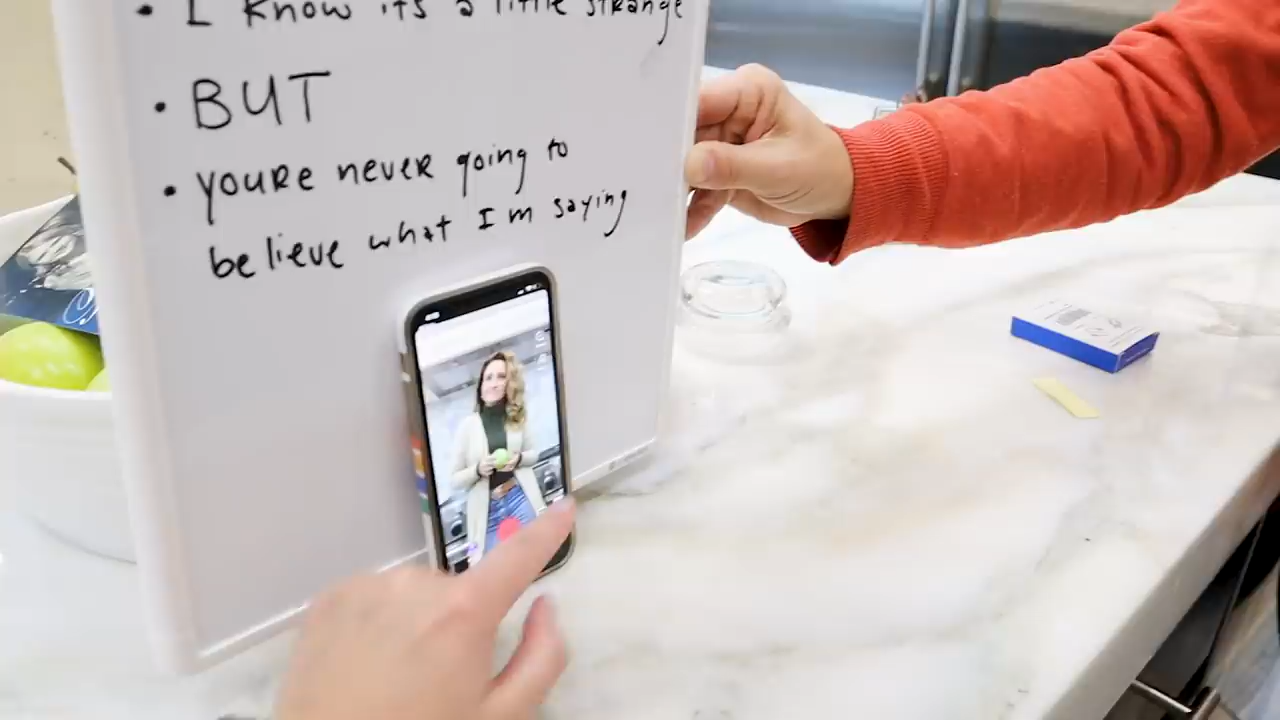 • I know its a little strange
• BUT
• youre never going to
believe what I'm saying